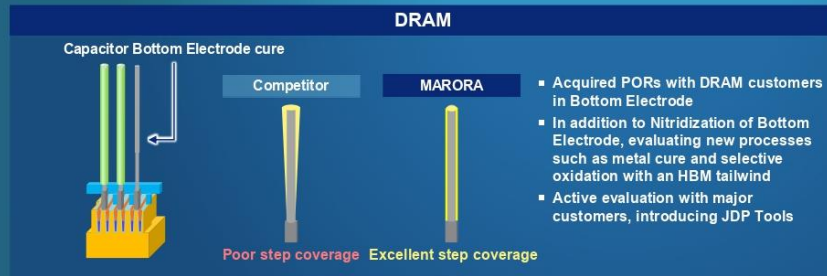 DRAM
Capacitor Bottom Electrode cure
Competitor
MARORA
Poor step coverage
Excellent step coverage
▪ Acquired PORs with DRAM customers
in Bottom Electrode
▪ In addition to Nitridization of Bottom
Electrode, evaluating new processes
such as metal cure and selective
oxidation with an HBM tailwind
▪ Active evaluation with major
customers, introducing JDP Tools